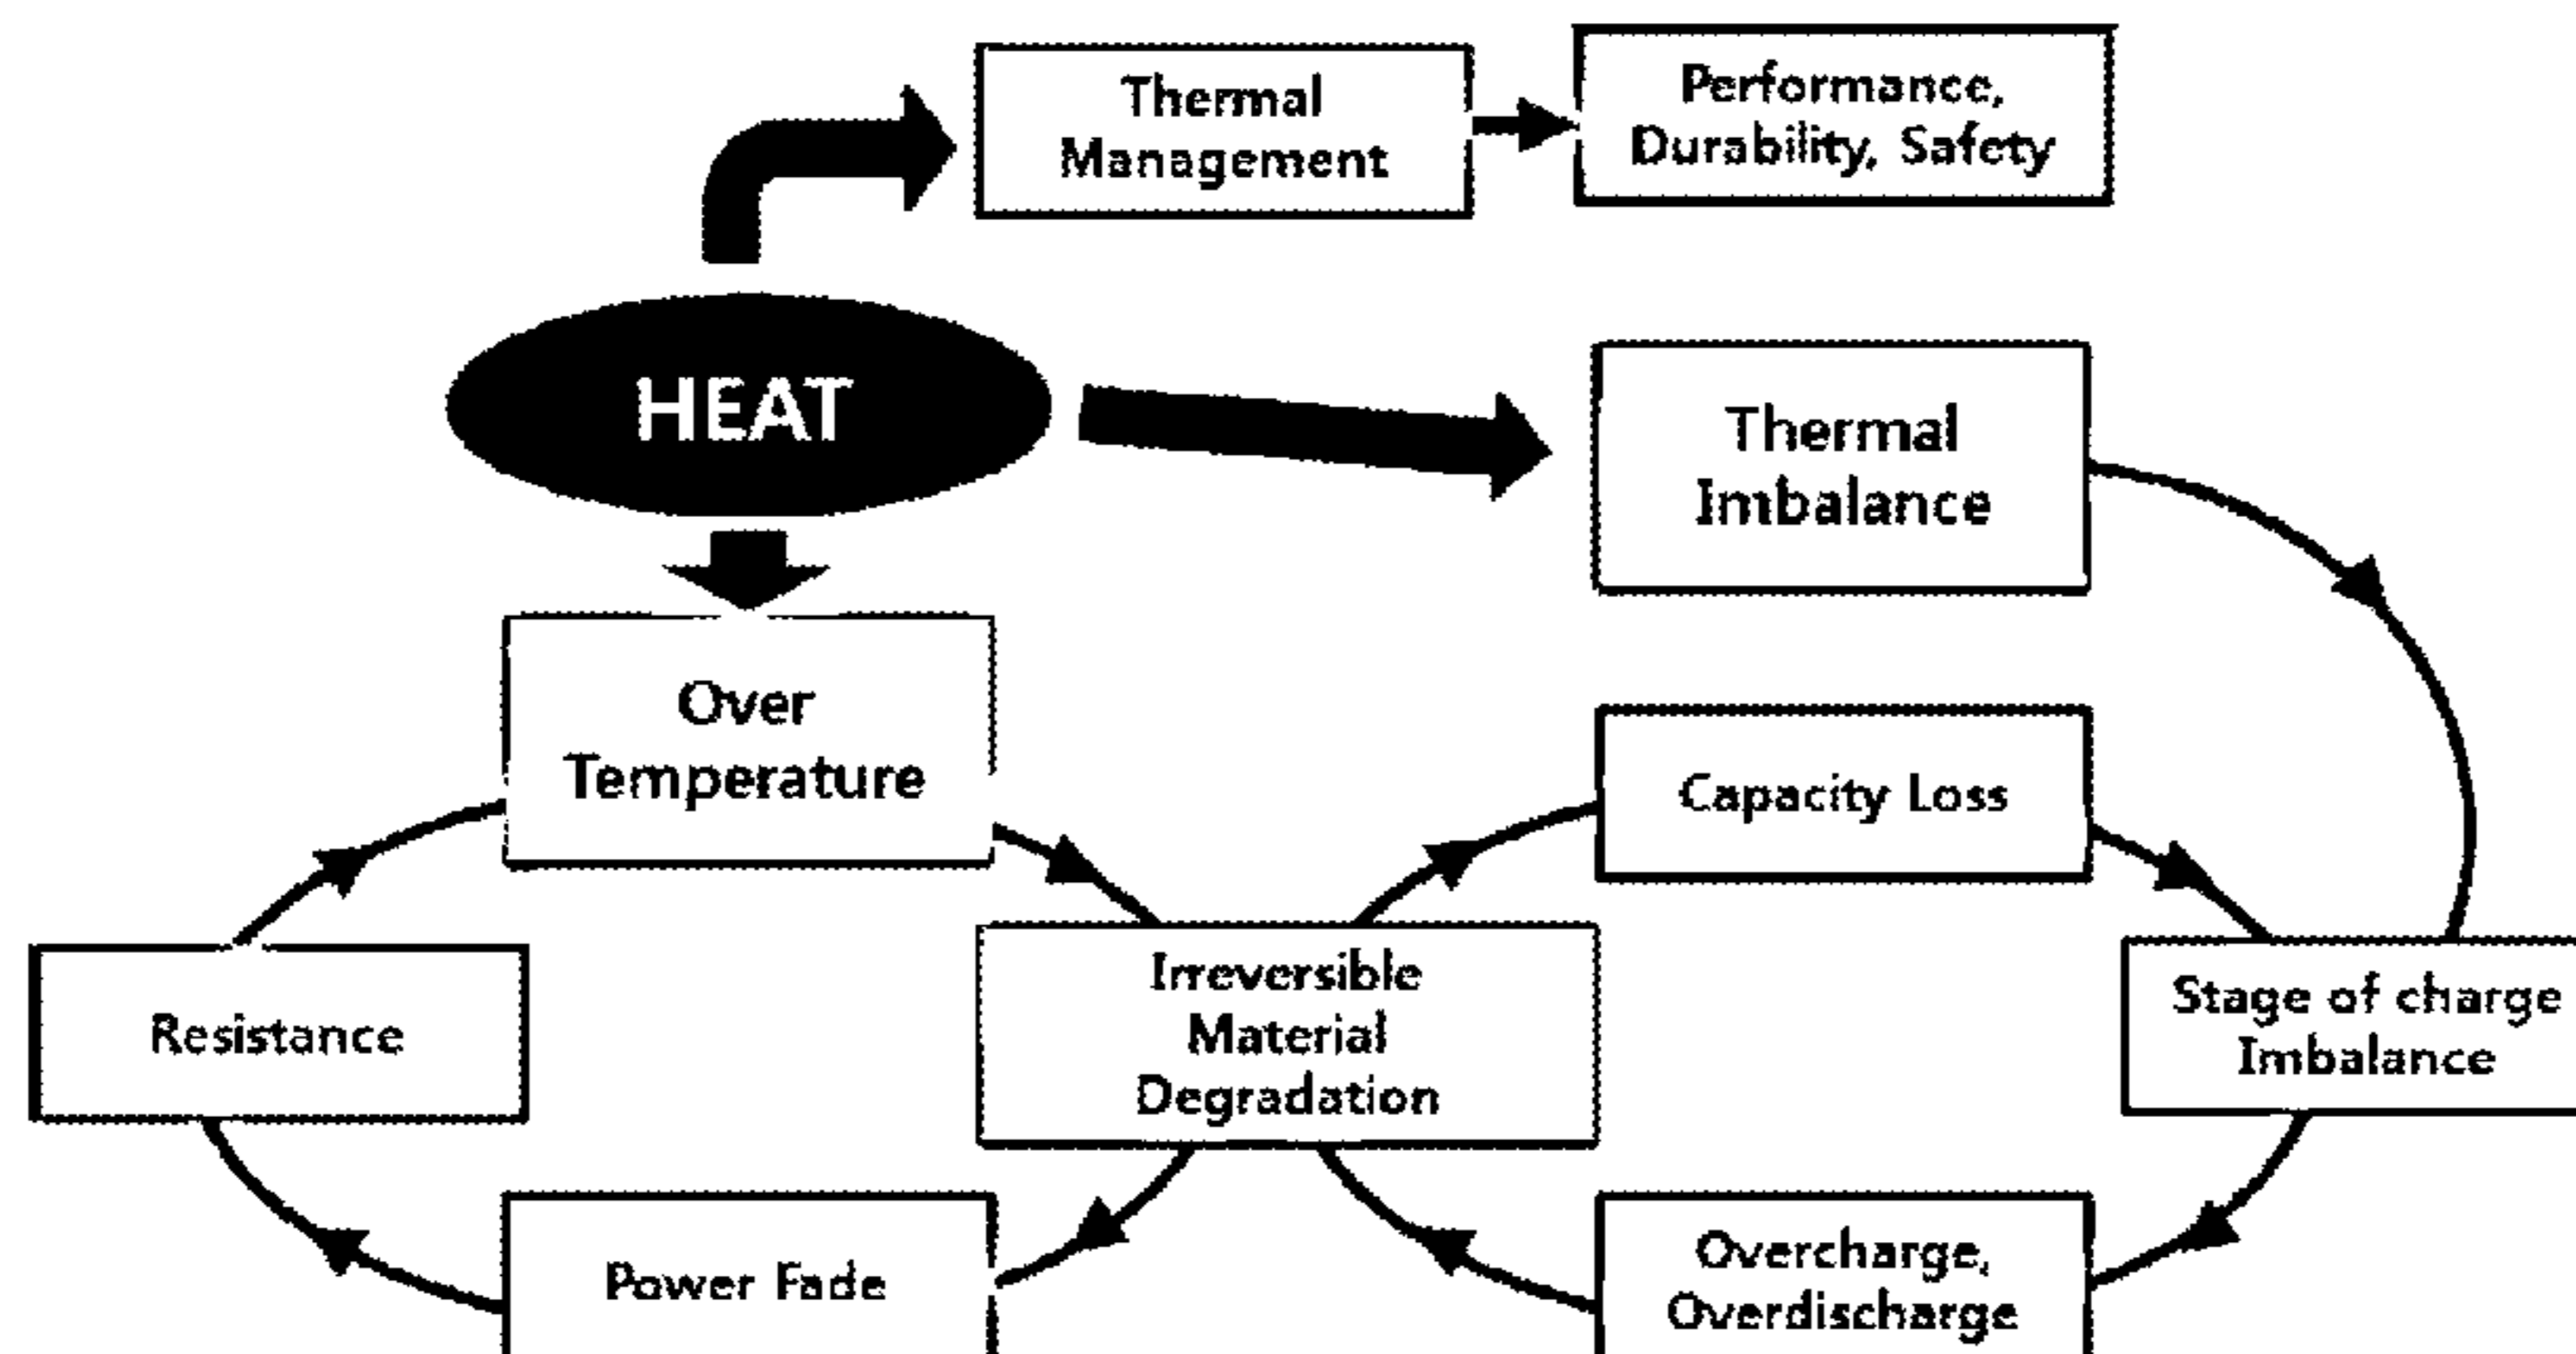 Thermal
Management
Performance,
Durability, Safety
HEAT
Thermal
Imbalance
Over
Temperature
Capacity Loss
Resistance
Irreversible
Material
Degradation
Stage of charge
Imbalance
Power Fade
Overcharge,
Overdischarge